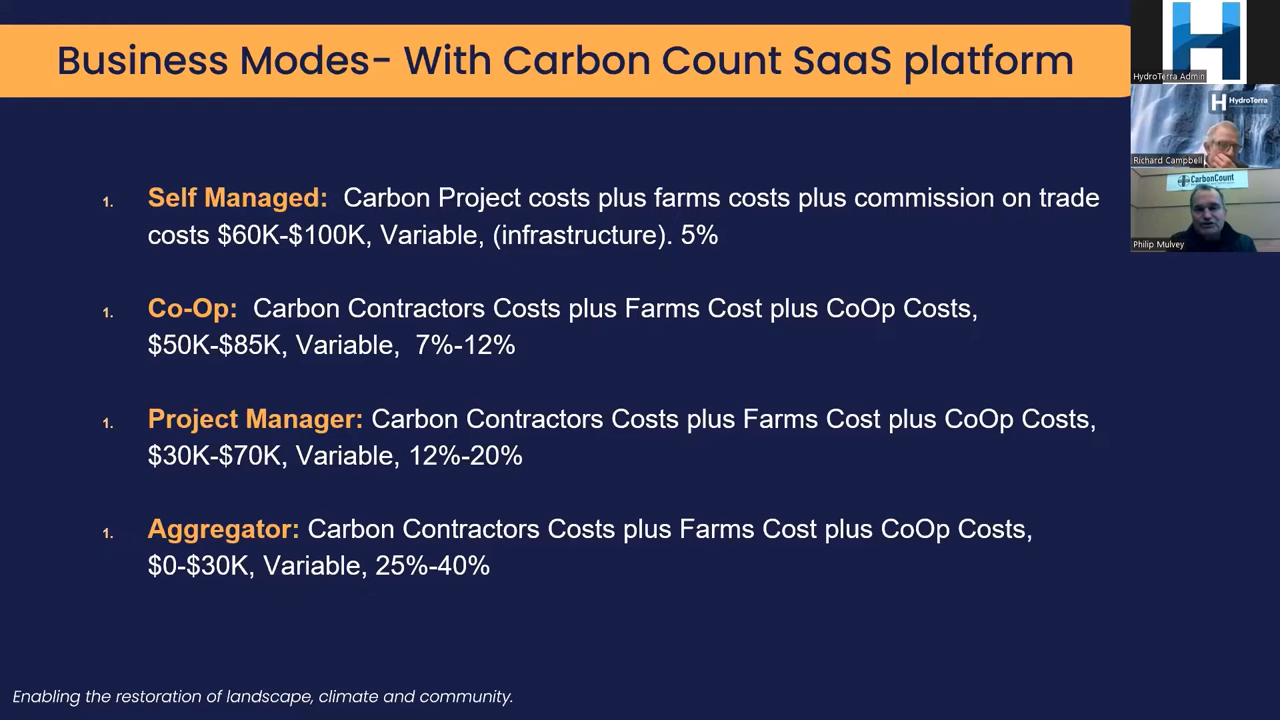 Business Modes- With Carbon Count SaaS platform
1. Self Managed: Carbon Project costs plus farms costs plus commission on trade
costs $60K-$100K, Variable, (infrastructure). 5%
1. Co-Op: Carbon Contractors Costs plus Farms Cost plus CoOp Costs,
$50K-$85K, Variable, 7%-12%
1. Project Manager: Carbon Contractors Costs plus Farms Cost plus CoOp Costs,
$30K-$70K, Variable, 12%-20%
1. Aggregator: Carbon Contractors Costs plus Farms Cost plus CoOp Costs,
$0-$30K, Variable, 25%-40%
Enabling the restoration of landscape, climate and community.
H
HydroTerra Admin
H HydroTerra
Richard Campbell
CarbonCount
Philip Mulvey